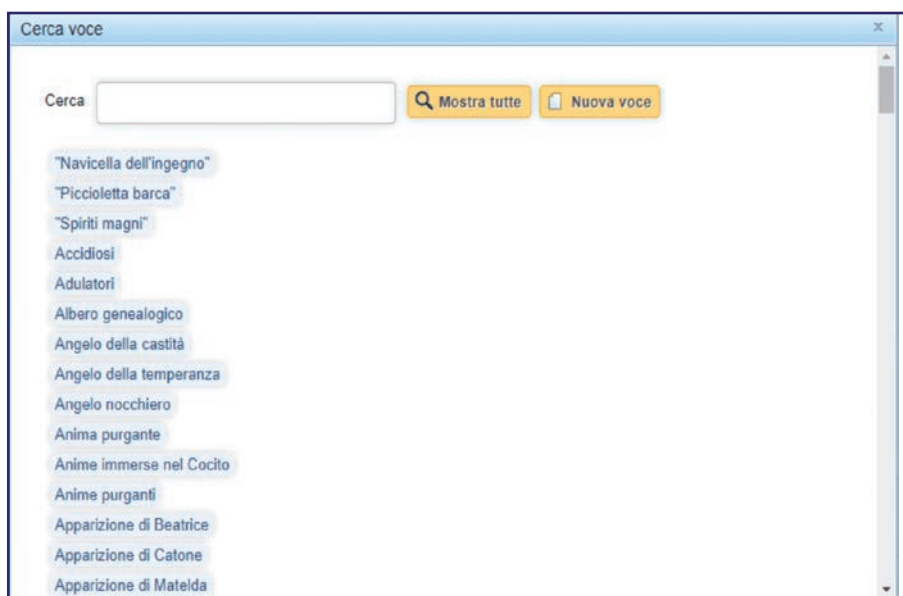 Cerca voce x
Cerca Mostra tutte Nuova voce
"Navicella dell'ingegno"
"Piccioletta barca"
"Spiriti magni"
Accidiosi
Adulatori
Albero genealogico
Angelo della castità
Angelo della temperanza
Angelo nocchiero
Anima purgante
Anime immerse nel Cocito
Anime purganti
Apparizione di Beatrice
Apparizione di Catone
Apparizione di Matelda